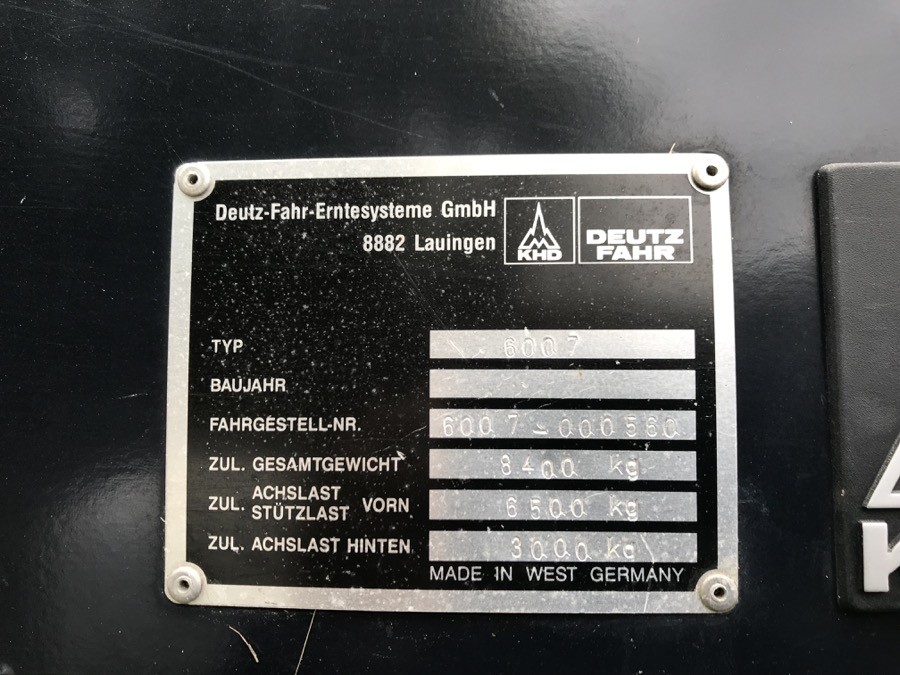 Deutz-Fahr-Erntesysteme GmbH
8882 Lauingen
KHD
DEUTZ
FAHR
TYP 6007
BAUJAHR
FAHRGESTELL-NR. 6007-000560
ZUL. GESAMTGEWICHT 8400 kg
ZUL. ACHSLAST STÜTZLAST VORN 6500 kg
ZUL. ACHSLAST HINTEN 3000 kg
MADE IN WEST GERMANY
K